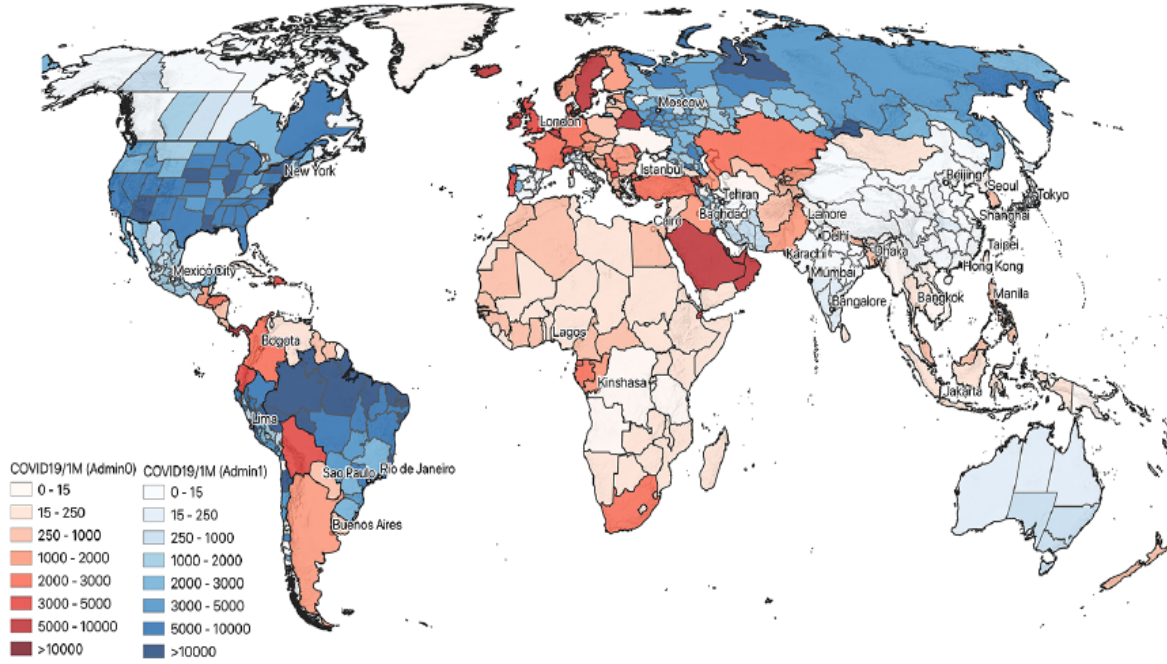 Moscow
London
New York
Istanbul
Beijing
Seoul
Tokyo
Tehran
Cairo
Baghdad
Lahore
Shanghai
Delhi
Karachi
Dhaka
Taipei
Mexico City
Mumbai
Hong Kong
Bangkok
Manila
Bangalore
Lagos
Bogota
Kinshasa
Jakarta
Lima
Sao Paulo
Rio de Janeiro
Buenos Aires
COVID19/1M (Admin0)
0 - 15
15 - 250
250 - 1000
1000 - 2000
2000 - 3000
3000 - 5000
5000 - 10000
>10000
COVID19/1M (Admin1)
0 - 15
15 - 250
250 - 1000
1000 - 2000
2000 - 3000
3000 - 5000
5000 - 10000
>10000